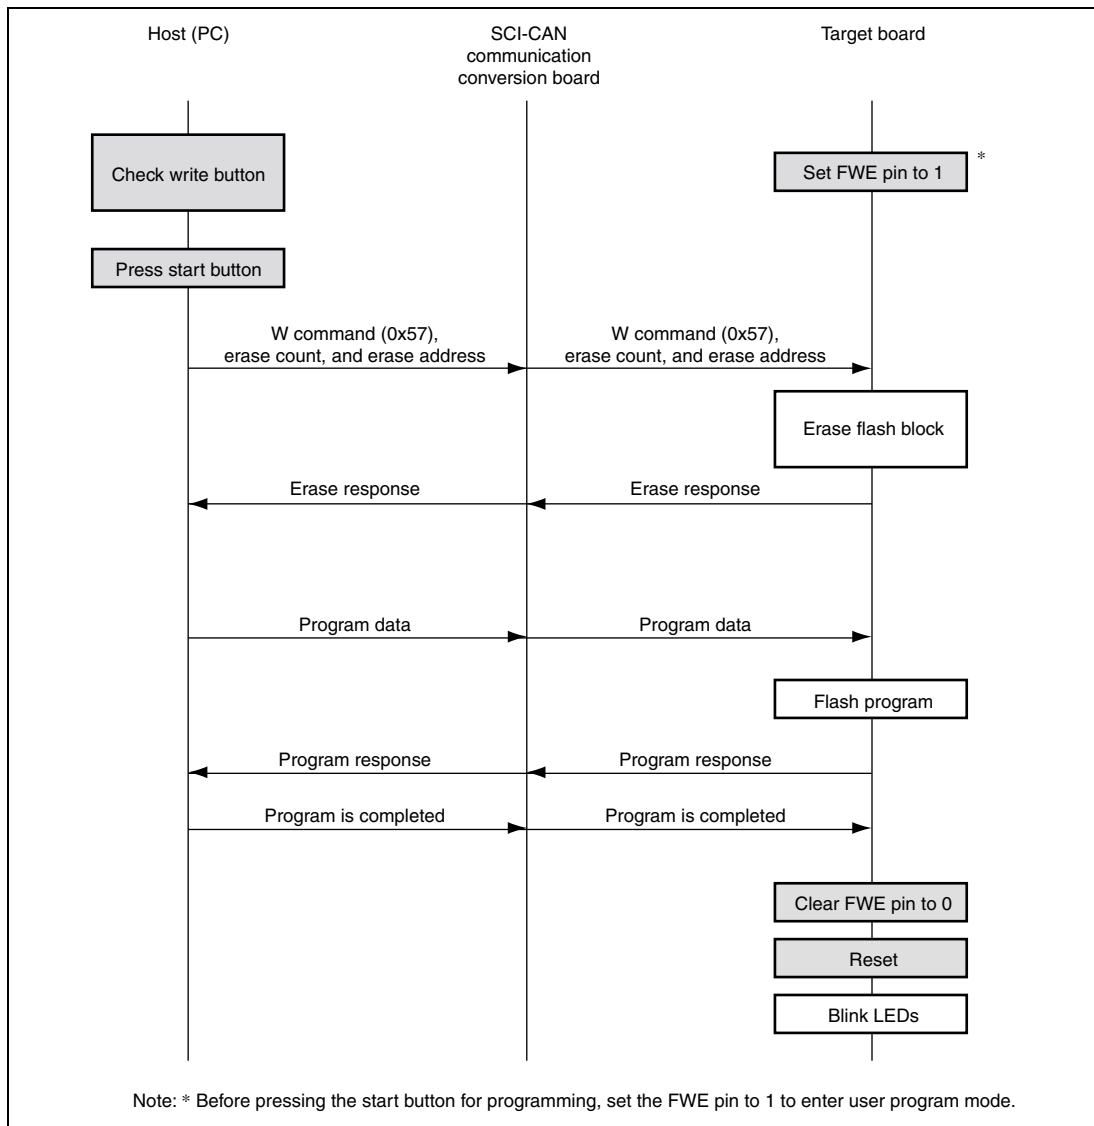 Host (PC)
SCI-CAN
communication
conversion board
Target board
Check write button
Set FWE pin to 1
*
Press start button
W command (0x57),
erase count, and erase address
W command (0x57),
erase count, and erase address
Erase flash block
Erase response
Erase response
Program data
Program data
Flash program
Program response
Program response
Program is completed
Program is completed
Clear FWE pin to 0
Reset
Blink LEDs
Note: * Before pressing the start button for programming, set the FWE pin to 1 to enter user program mode.